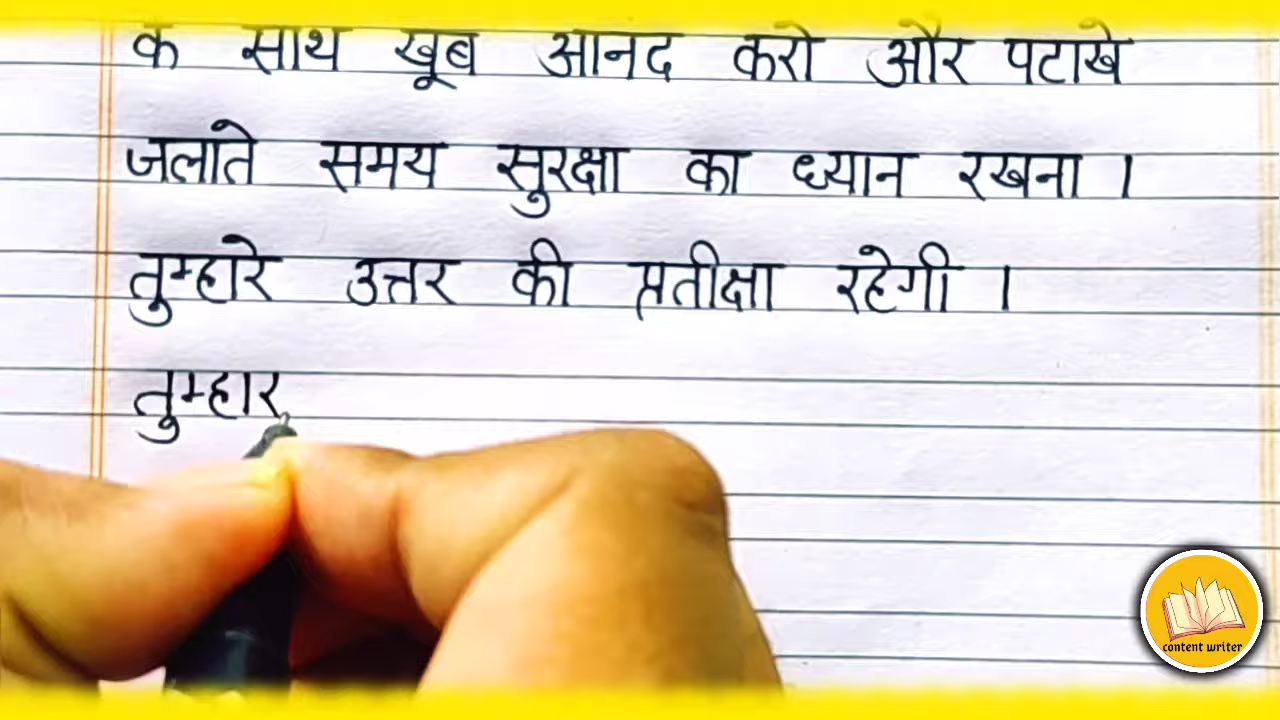 क साथ खूब आनद करो और पटाखे
जलाते समय सुरक्षा का ध्यान रखना ।
तुम्हारे उत्तर की प्रतीक्षा रहेगी ।
तुम्हार
content writer